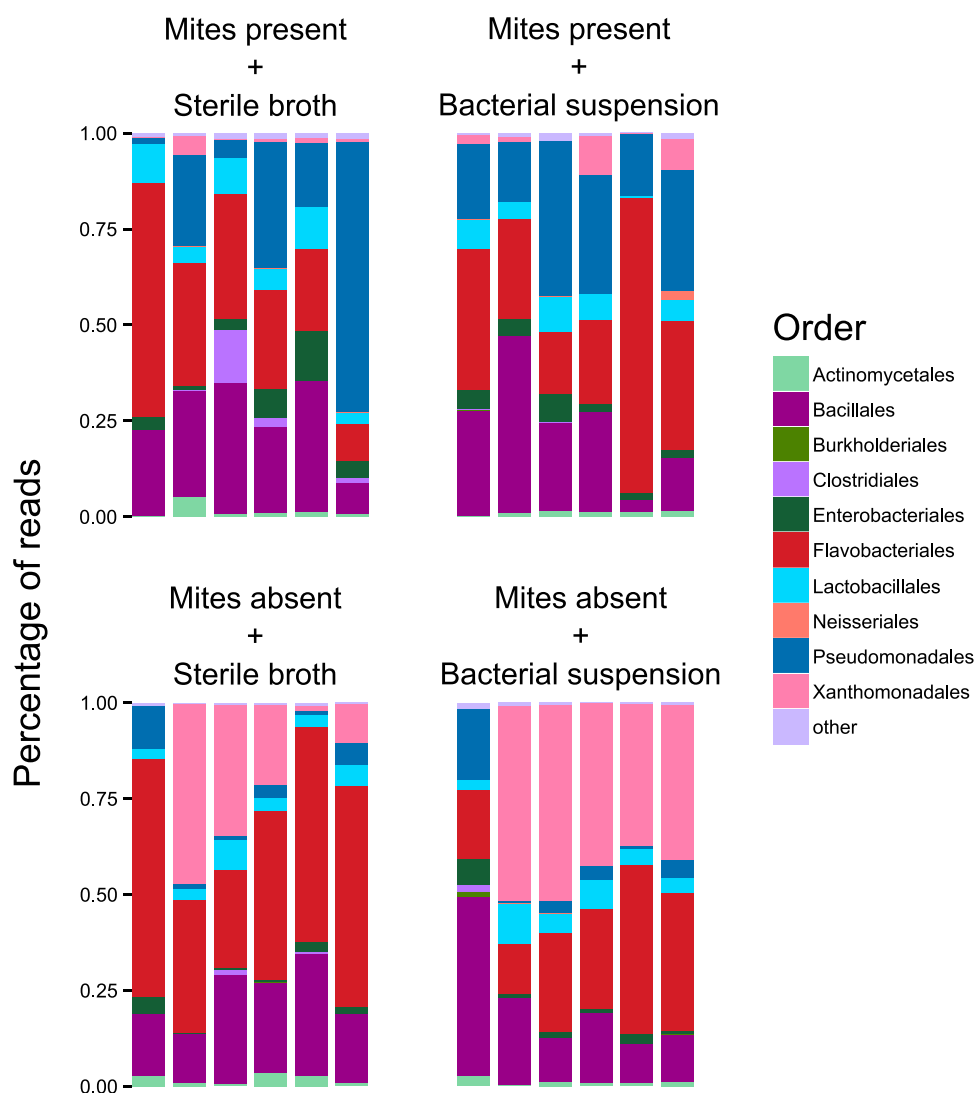 Mites present
+
Sterile broth
Mites present
+
Bacterial suspension
1.00
0.75
0.50
0.25
0.00
Mites absent
+
Sterile broth
Mites absent
+
Bacterial suspension
1.00
0.75
0.50
0.25
0.00
Percentage of reads
Order
Actinomycetales
Bacillales
Burkholderiales
Clostridiales
Enterobacteriales
Flavobacteriales
Lactobacillales
Neisseriales
Pseudomonadales
Xanthomonadales
other